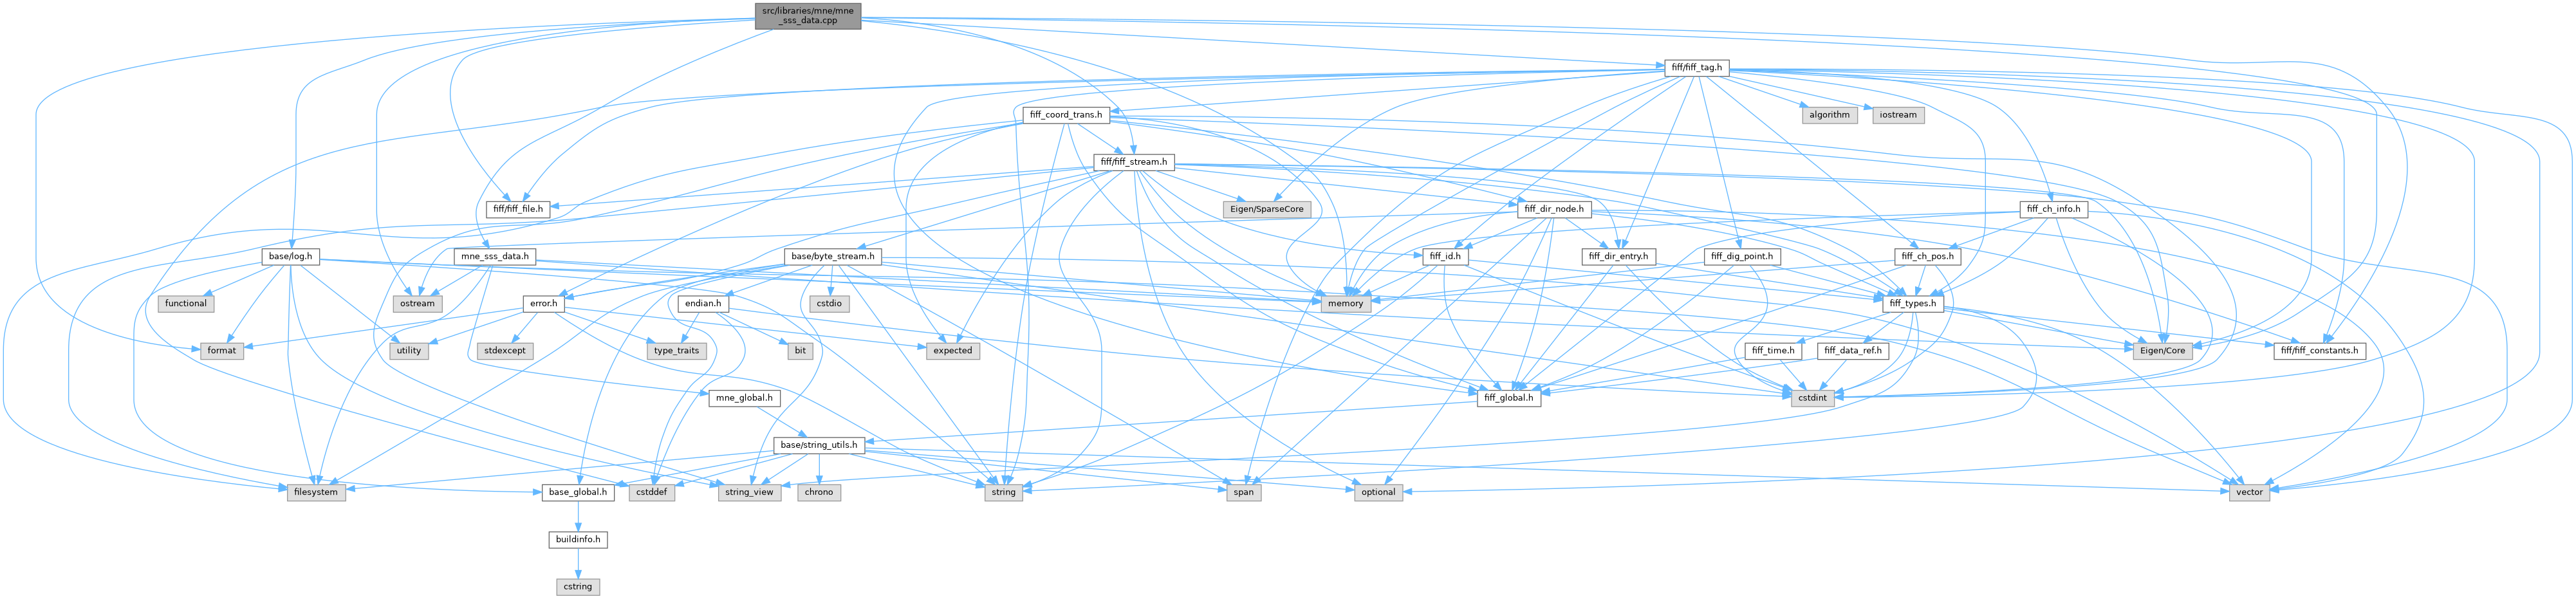 src/libraries/mne/mne
_sss_data.cpp
fiff/fiff_tag.h
fiff_coord_trans.h
algorithm
iostream
fiff/fiff_stream.h
fiff/fiff_file.h
Eigen/SparseCore
fiff_dir_node.h
fiff_ch_info.h
base/log.h
mne_sss_data.h
base/byte_stream.h
fiff_id.h
fiff_dir_entry.h
fiff_dig_point.h
fiff_ch_pos.h
functional
ostream
error.h
endian.h
cstdio
memory
fiff_types.h
format
utility
stdexcept
type_traits
bit
expected
fiff_time.h
fiff_data_ref.h
Eigen/Core
fiff/fiff_constants.h
mne_global.h
fiff_global.h
cstdint
base/string_utils.h
filesystem
base_global.h
cstddef
string_view
chrono
string
span
optional
vector
buildinfo.h
cstring